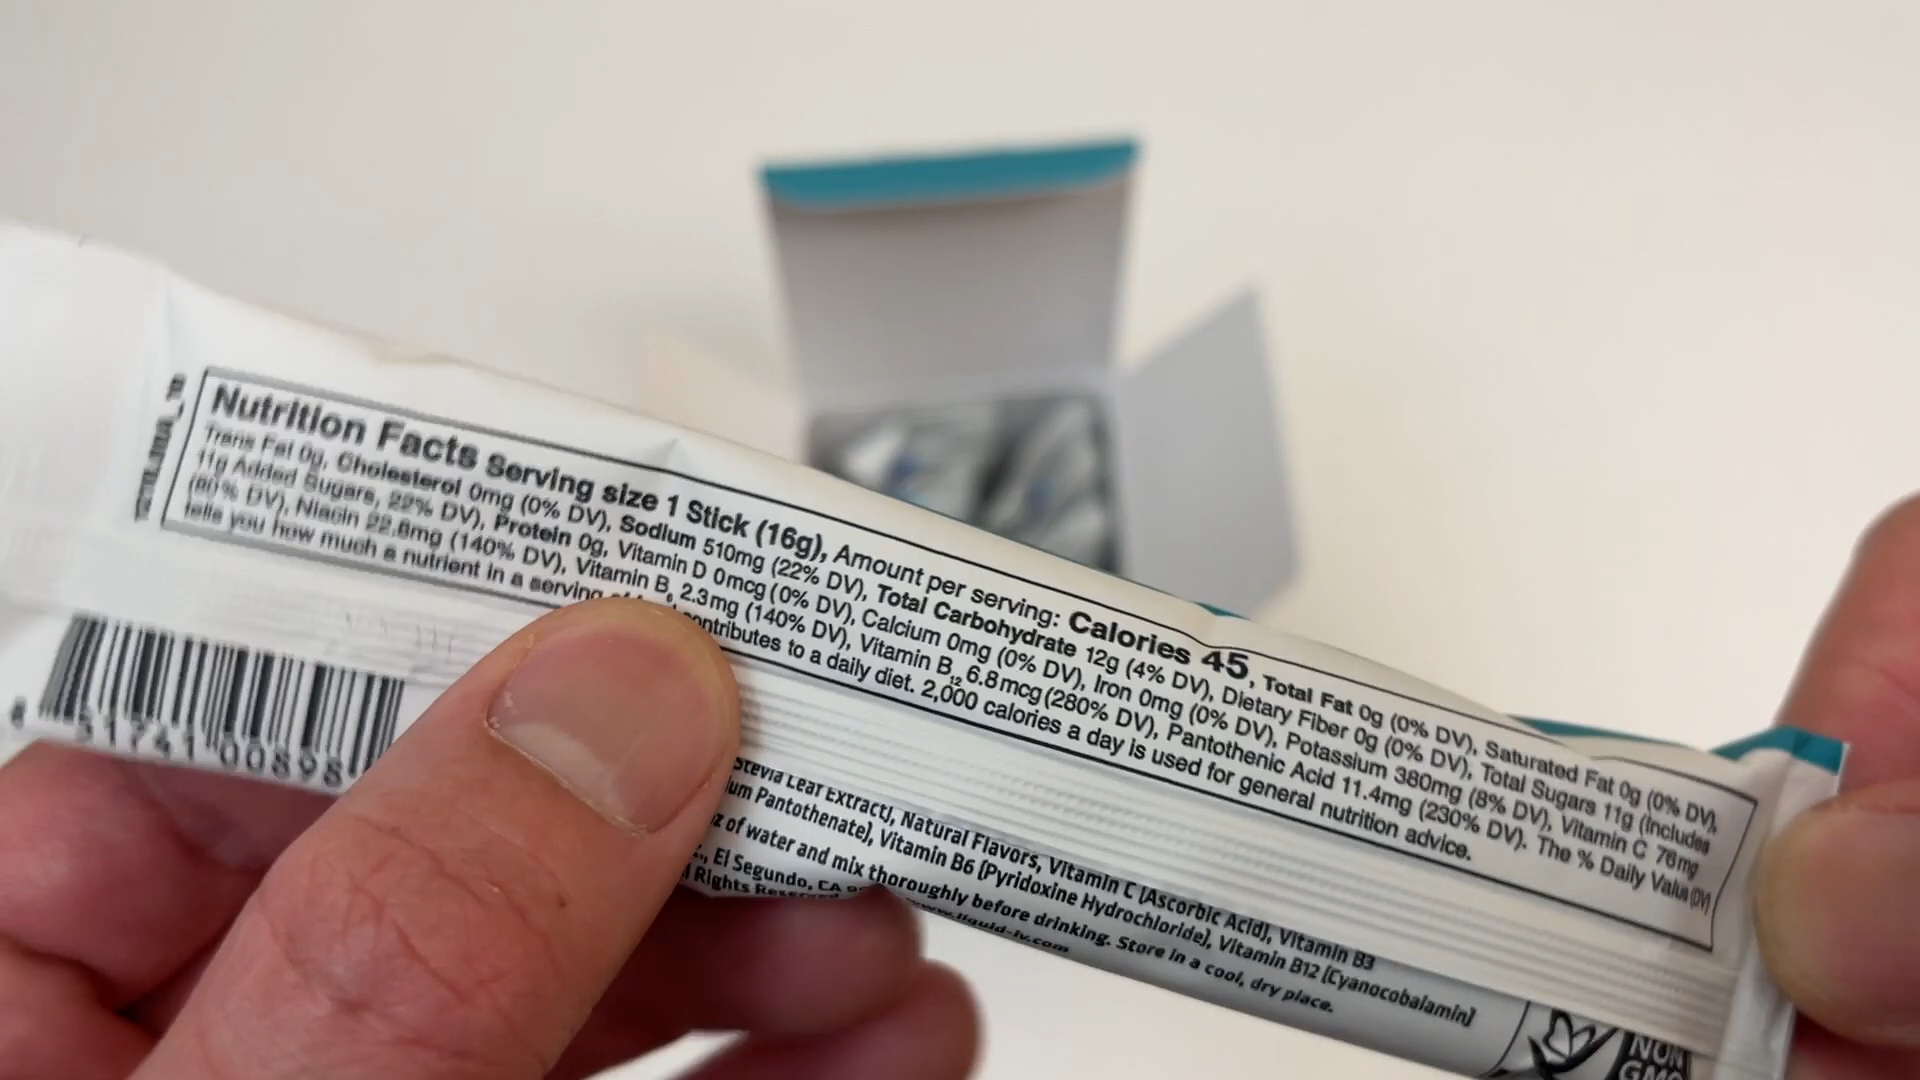 Nutrition Facts Serving size 1 Stick (16g), Amount per serving: Calories 45, Total Fat 0g (0% DV), Saturated Fat 0g (0% DV),
Trans Fat 0g, Cholesterol 0mg (0% DV), Sodium 510mg (22% DV), Total Carbohydrate 12g (4% DV), Dietary Fiber 0g (0% DV), Total Sugars 11g (Includes
11g Added Sugars, 22% DV), Protein 0g, Vitamin D 0mcg (0% DV), Calcium 0mg (0% DV), Iron 0mg (0% DV), Potassium 380mg (8% DV), Vitamin C 76mg
(80% DV), Niacin 22.8mg (140% DV), Vitamin B6 2.3mg (140% DV), Vitamin B12 6.8mcg (280% DV), Pantothenic Acid 11.4mg (230% DV). The % Daily Value (DV)
tells you how much a nutrient in a serving contributes to a daily diet. 2,000 calories a day is used for general nutrition advice.
51741 00898
Stevia Leaf Extract), Natural Flavors, Vitamin C (Ascorbic Acid), Vitamin B3
Pantothenate), Vitamin B6 (Pyridoxine Hydrochloride), Vitamin B12 (Cyanocobalamin)
of water and mix thoroughly before drinking. Store in a cool, dry place.
El Segundo, CA
Rights Reserved www.liquid-iv.com
NON
GMO